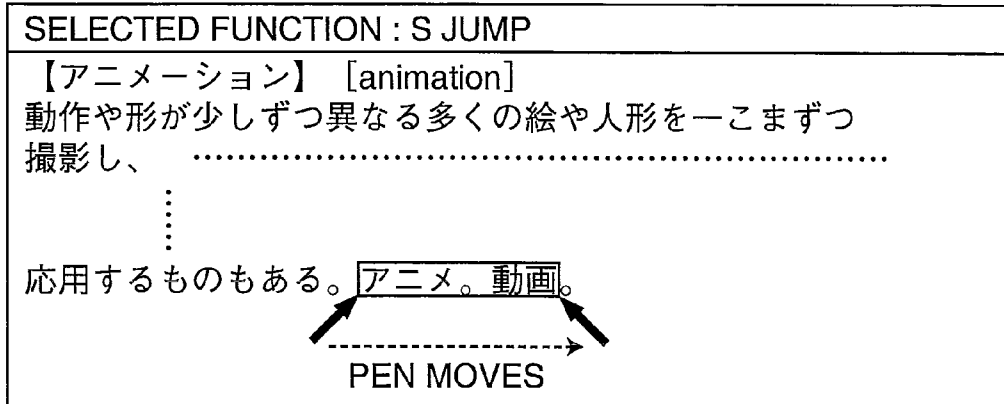 SELECTED FUNCTION : S JUMP
【アニメーション】 [animation]
動作や形が少しずつ異なる多くの絵や人形を一こまずつ
撮影し、 ……………………………………………………
応用するものもある。アニメ。動画。
PEN MOVES